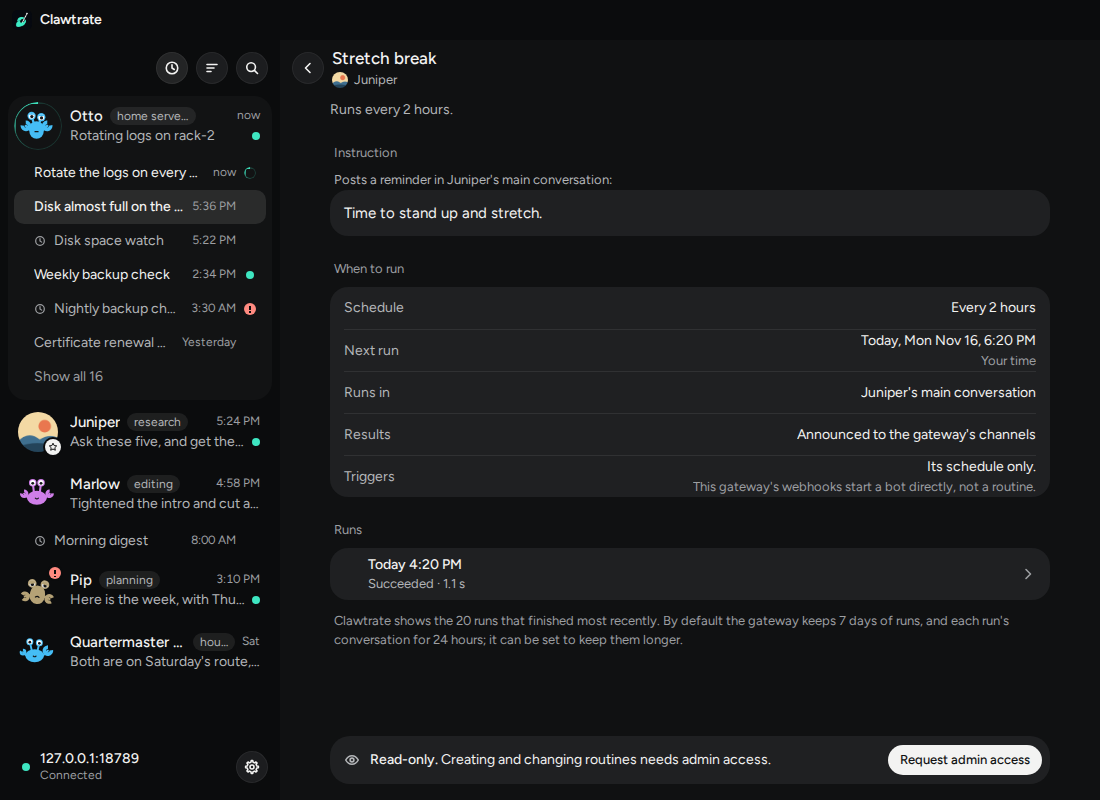 Clawtrate
Otto
home serve...
now
Rotating logs on rack-2
Rotate the logs on every ...
now
Disk almost full on the ...
5:36 PM
Disk space watch
5:22 PM
Weekly backup check
2:34 PM
Nightly backup ch...
3:30 AM
Certificate renewal ...
Yesterday
Show all 16
Juniper
research
5:24 PM
Ask these five, and get the...
Marlow
editing
4:58 PM
Tightened the intro and cut a...
Morning digest
8:00 AM
Pip
planning
3:10 PM
Here is the week, with Thu...
Quartermaster ...
hou...
Sat
Both are on Saturday's route,...
127.0.0.1:18789
Connected
Stretch break
Juniper
Runs every 2 hours.
Instruction
Posts a reminder in Juniper's main conversation:
Time to stand up and stretch.
When to run
Schedule
Every 2 hours
Next run
Today, Mon Nov 16, 6:20 PM
Your time
Runs in
Juniper's main conversation
Results
Announced to the gateway's channels
Triggers
Its schedule only.
This gateway's webhooks start a bot directly, not a routine.
Runs
Today 4:20 PM
Succeeded · 1.1 s
Clawtrate shows the 20 runs that finished most recently. By default the gateway keeps 7 days of runs, and each run's
conversation for 24 hours; it can be set to keep them longer.
Read-only. Creating and changing routines needs admin access.
Request admin access